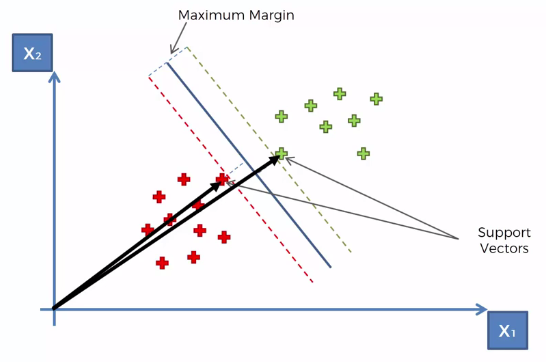 Maximum Margin
X2
Support
Vectors
X1